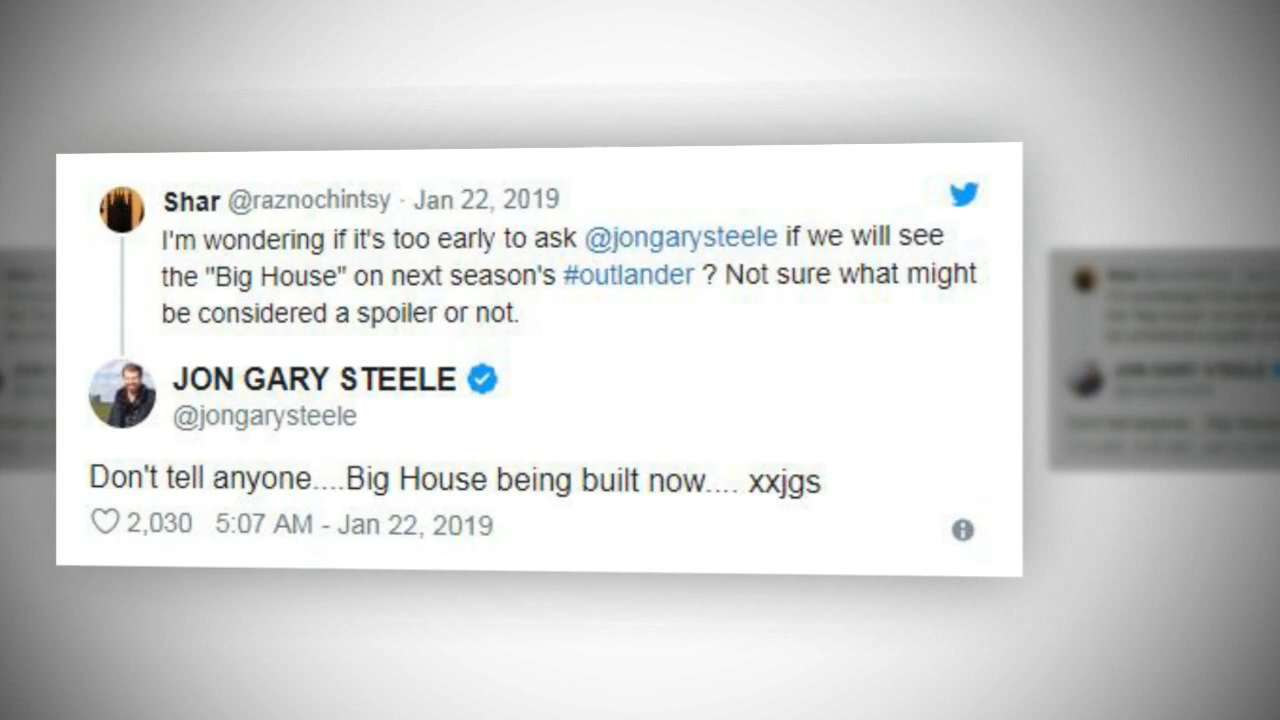 Shar @raznochintsy · Jan 22, 2019
I'm wondering if it's too early to ask @jongarysteele if we will see
the "Big House" on next season's #outlander ? Not sure what might
be considered a spoiler or not.
JON GARY STEELE
@jongarysteele
Don't tell anyone....Big House being built now.... xxjgs
2,030 5:07 AM - Jan 22, 2019